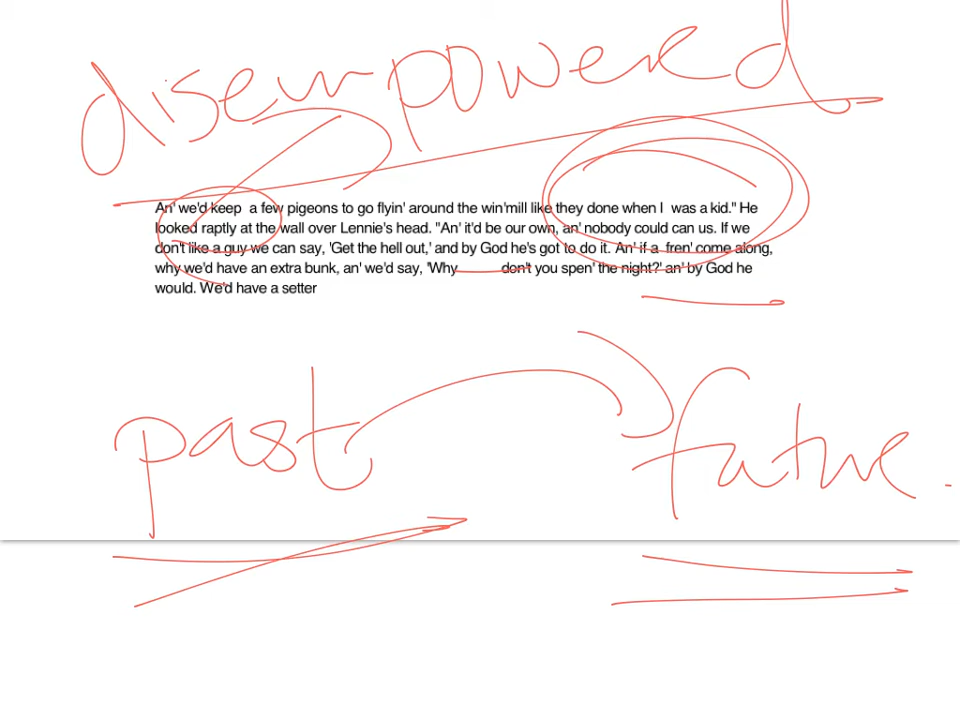 disempowered
An' we'd keep a few pigeons to go flyin' around the win'mill like they done when I was a kid." He
looked raptly at the wall over Lennie's head. "An' it'd be our own, an' nobody could can us. If we
don't like a guy we can say, 'Get the hell out,' and by God he's got to do it. An' if a fren' come along,
why we'd have an extra bunk, an' we'd say, 'Why don't you spen' the night?' an' by God he
would. We'd have a setter
past future.